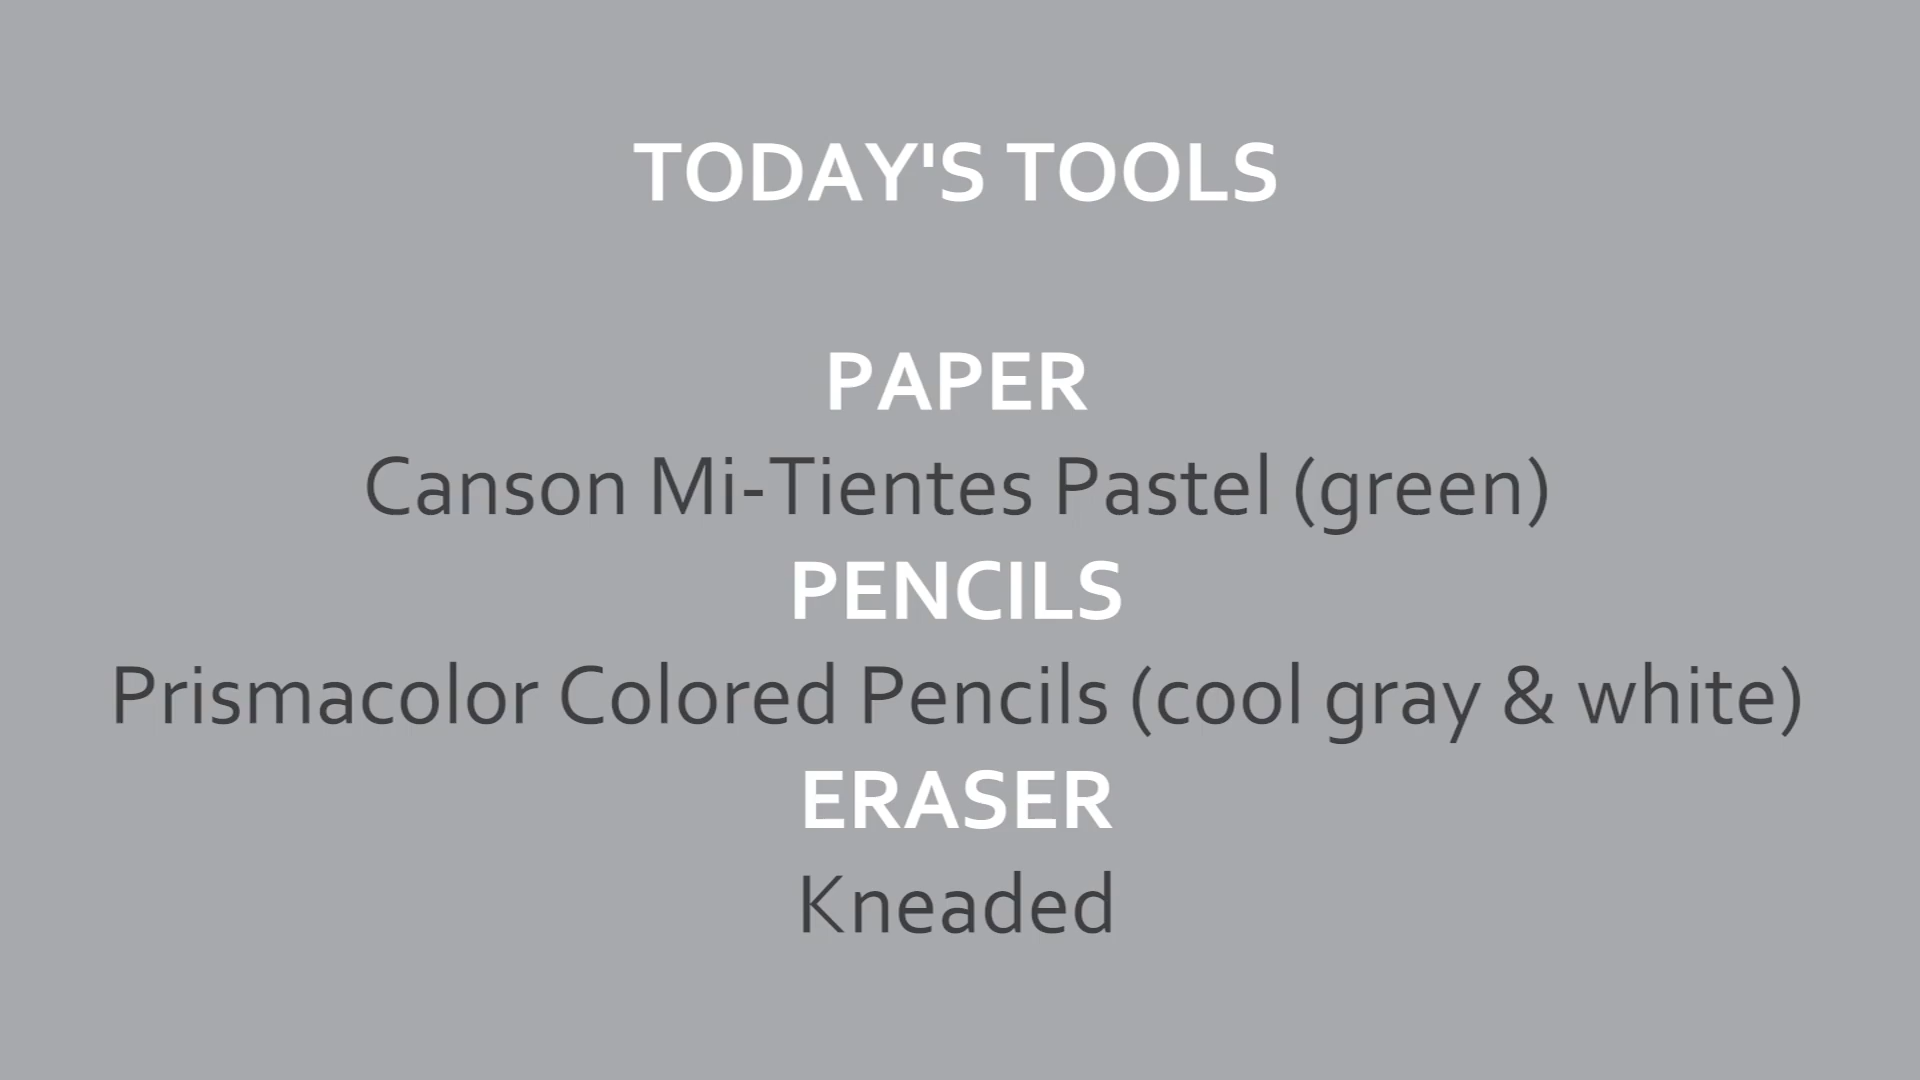 TODAY'S TOOLS
PAPER
Canson Mi-Tientes Pastel (green)
PENCILS
Prismacolor Colored Pencils (cool gray & white)
ERASER
Kneaded